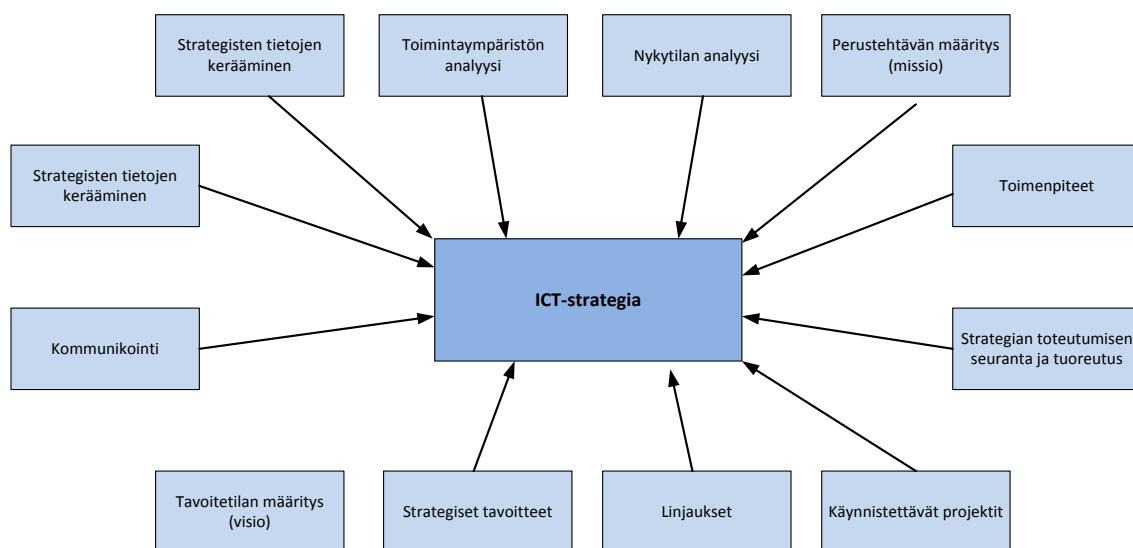 Strategisten tietojen
kerääminen
Toimintaympäristön
analyysi
Nykytilan analyysi
Perustehtävän määritys
(missio)
Strategisten tietojen
kerääminen
Toimenpiteet
ICT-strategia
Kommunikointi
Strategian toteutumisen
seuranta ja tuoreutus
Tavoitetilan määritys
(visio)
Strategiset tavoitteet
Linjaukset
Käynnistettävät projektit